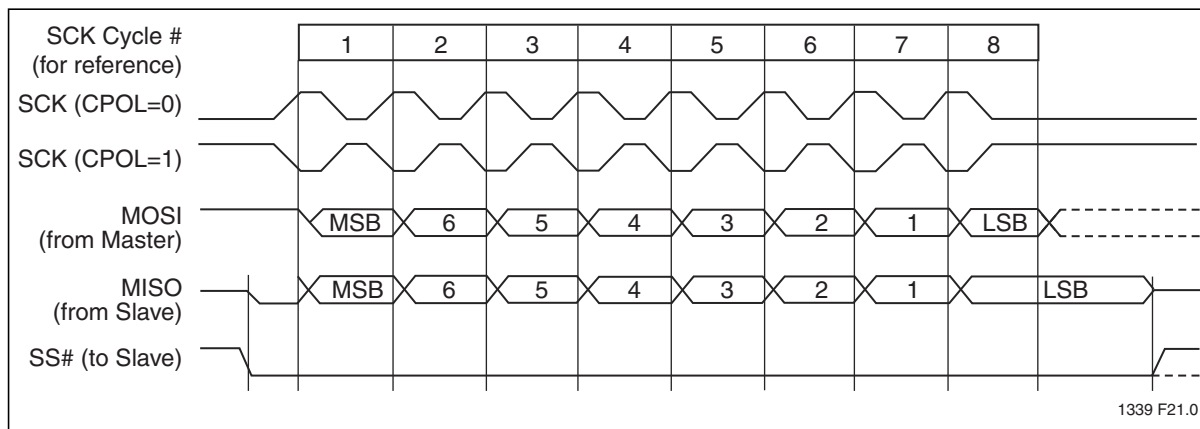 SCK Cycle #
(for reference)
1 2 3 4 5 6 7 8
SCK (CPOL=0)
SCK (CPOL=1)
MOSI
(from Master)
MSB 6 5 4 3 2 1 LSB
MISO
(from Slave)
MSB 6 5 4 3 2 1 LSB
SS# (to Slave)
1339 F21.0